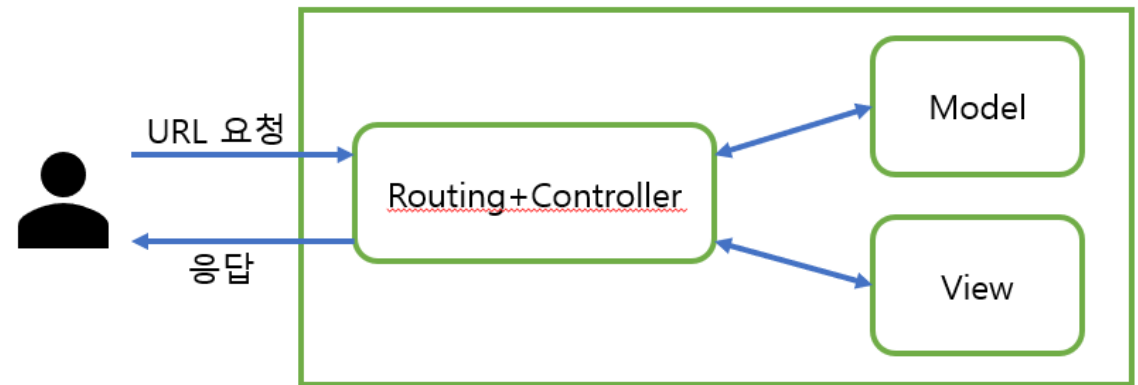 URL 요청
Routing+Controller
응답
Model
View